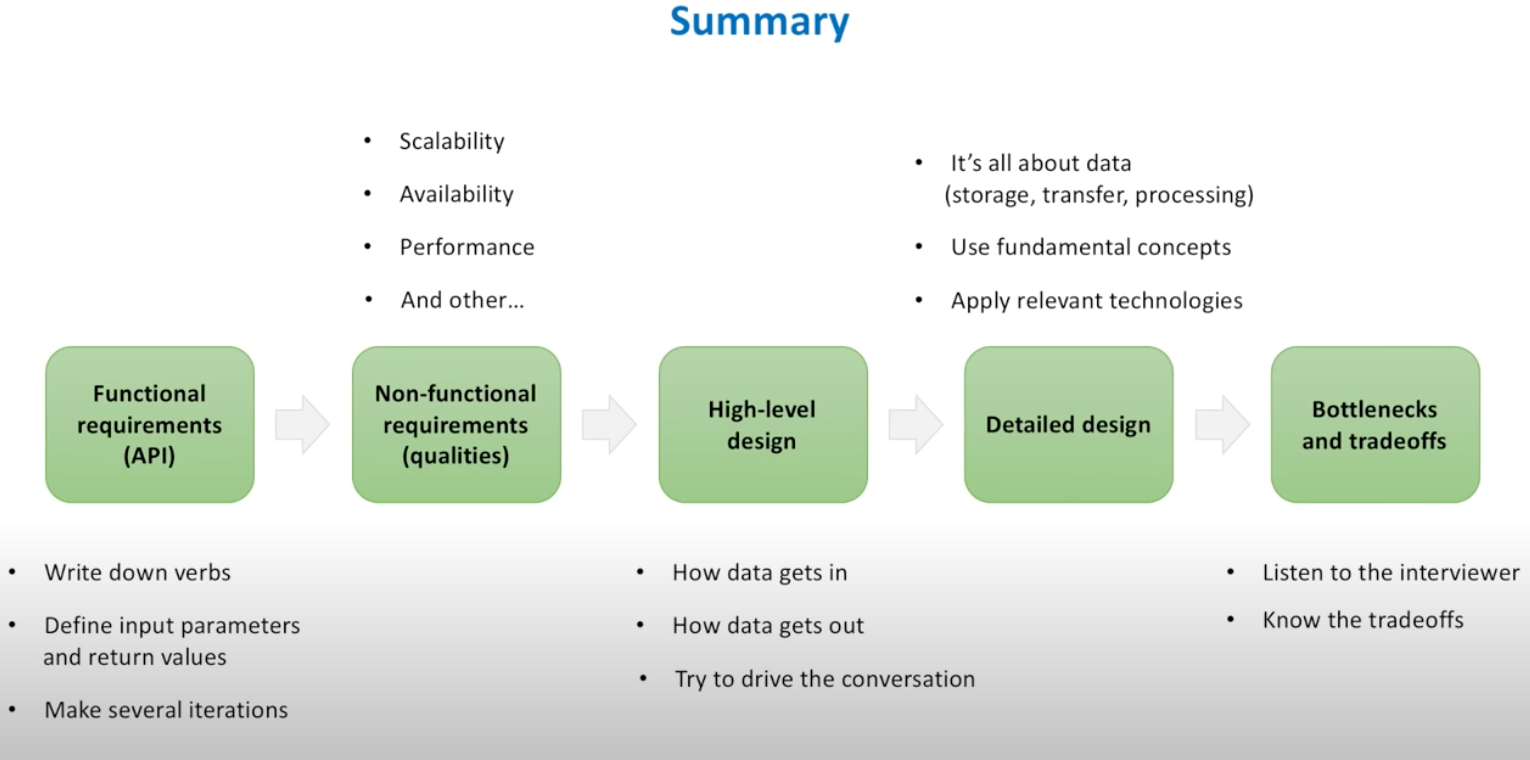 Summary
• Scalability
• Availability
• Performance
• And other…
• It’s all about data
(storage, transfer, processing)
• Use fundamental concepts
• Apply relevant technologies
Functional
requirements
(API)
Non-functional
requirements
(qualities)
High-level
design
Detailed design
Bottlenecks
and tradeoffs
• Write down verbs
• Define input parameters
and return values
• Make several iterations
• How data gets in
• How data gets out
• Try to drive the conversation
• Listen to the interviewer
• Know the tradeoffs